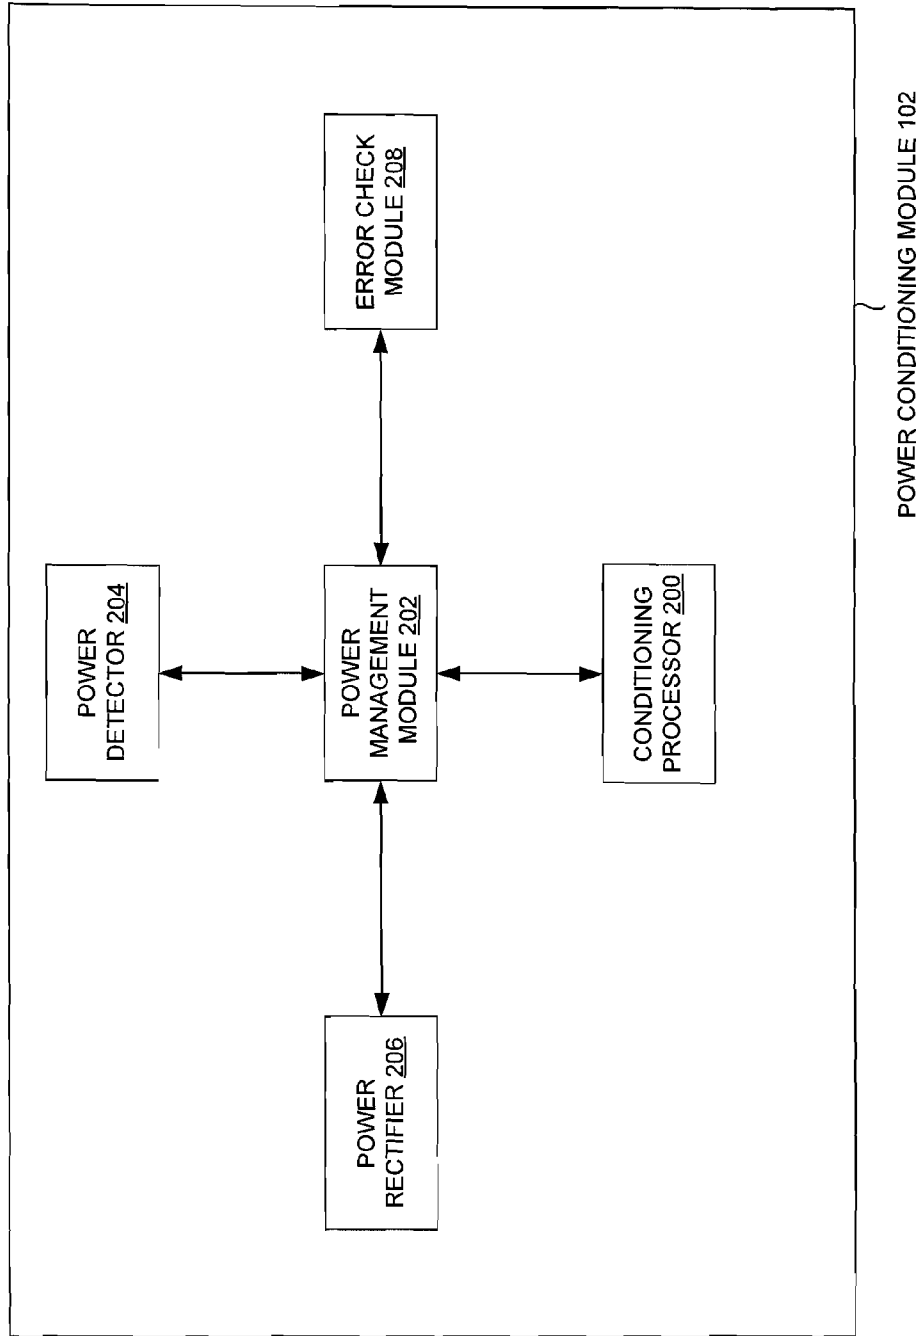 POWER
DETECTOR 204
POWER
RECTIFIER 206
POWER
MANAGEMENT
MODULE 202
ERROR CHECK
MODULE 208
CONDITIONING
PROCESSOR 200
POWER CONDITIONING MODULE 102